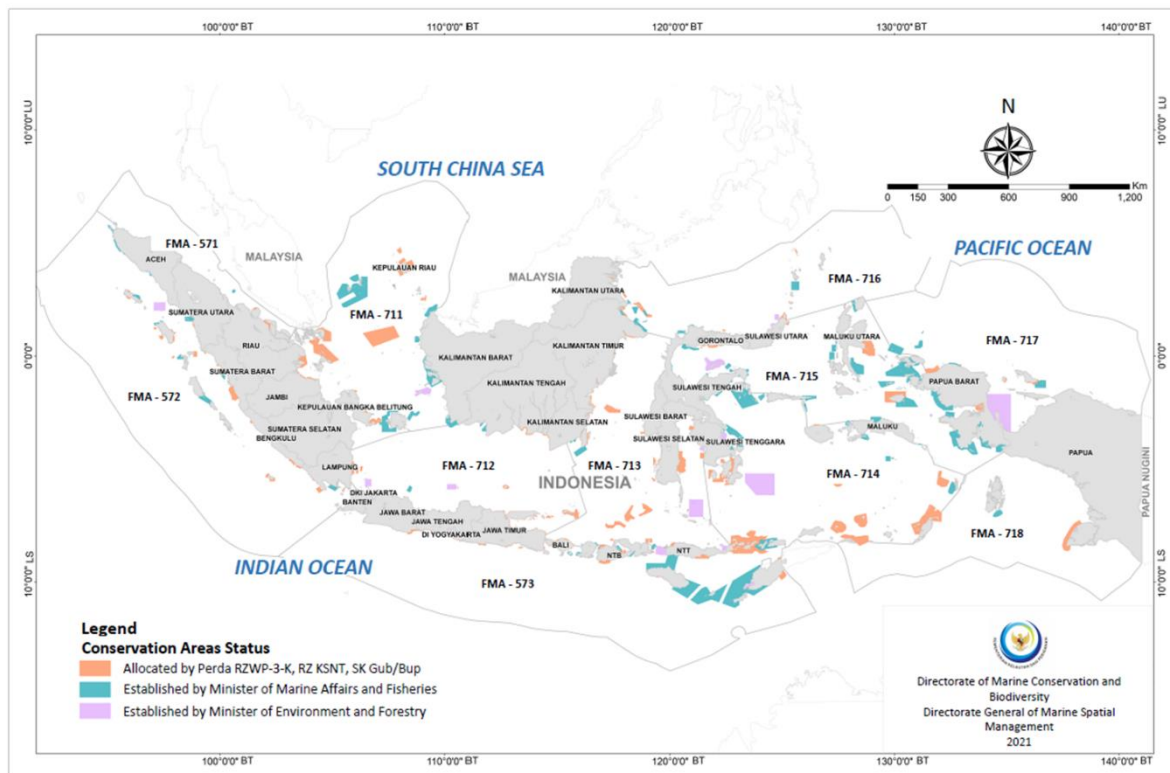 100°0'0" BT
110°0'0" BT
120°0'0" BT
130°0'0" BT
140°0'0" BT
10°0'0" LU
10°0'0" LU
N
SOUTH CHINA SEA
0 150 300 600 900 1,200 Km
PACIFIC OCEAN
FMA - 571
ACEH
MALAYSIA
KEPULAUAN RIAU
MALAYSIA
KALIMANTAN UTARA
FMA - 716
SUMATERA UTARA
FMA - 711
RIAU
GORONTALO
SULAWESI UTARA
MALUKU UTARA
FMA - 717
0°0'0"
0°0'0"
KALIMANTAN BARAT
KALIMANTAN TIMUR
FMA - 715
SUMATERA BARAT
KALIMANTAN TENGAH
SULAWESI TENGAH
PAPUA BARAT
FMA - 572
JAMBI
KEPULAUAN BANGKA BELITUNG
SULAWESI BARAT
KALIMANTAN SELATAN
MALUKU
SUMATERA SELATAN
BENGKULU
SULAWESI SELATAN
SULAWESI TENGGARA
PAPUA
LAMPUNG
FMA - 712
FMA - 713
FMA - 714
INDONESIA
PAPUA NUGINI
DKI JAKARTA
BANTEN
JAWA BARAT
JAWA TENGAH
JAWA TIMUR
DI YOGYAKARTA
BALI
NTB
NTT
FMA - 718
INDIAN OCEAN
FMA - 573
10°0'0" LS
10°0'0" LS
Legend
Conservation Areas Status
Allocated by Perda RZWP-3-K, RZ KSNT, SK Gub/Bup
Established by Minister of Marine Affairs and Fisheries
Established by Minister of Environment and Forestry
Directorate of Marine Conservation and
Biodiversity
Directorate General of Marine Spatial
Management
2021
100°0'0" BT
110°0'0" BT
120°0'0" BT
130°0'0" BT
140°0'0" BT